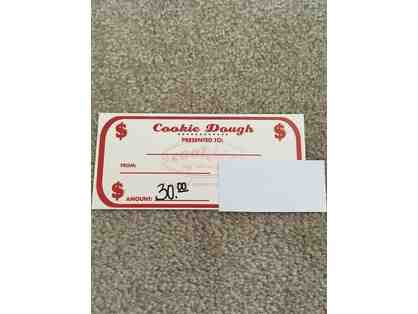 $ Cookie Dough $
PRESENTED TO:
FROM:
$
AMOUNT: 30.00